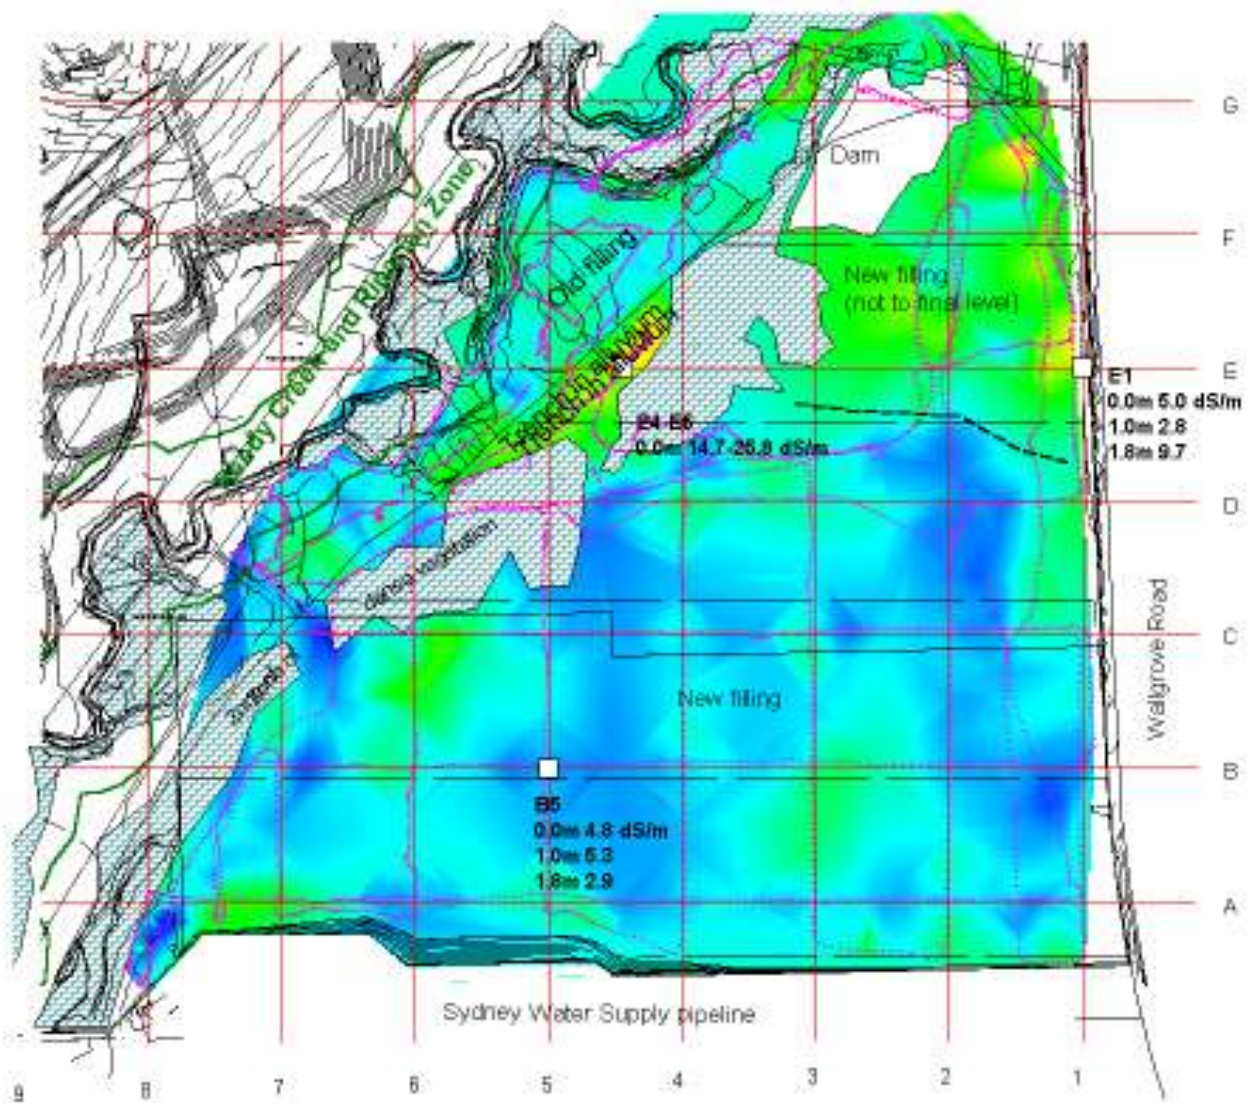 G
Dam
F
Old filling
New filling
(not to final level)
E
E1
0.0m 5.0 dS/m
1.0m 2.8
1.8m 9.7
0.0m 14.7-26.8 dS/m
D
dense vegetation
C
Wallgrove Road
New filling
B
B5
0.0m 4.8 dS/m
1.0m 5.3
1.8m 2.9
A
Sydney Water Supply pipeline
9
8
7
6
5
4
3
2
1